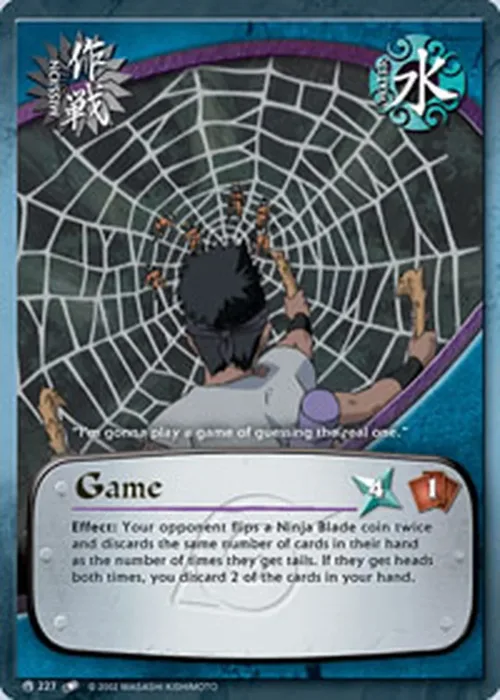 作戦
MISSION
水
WATER
"I'm gonna play a game of guessing the real one."
Game
4
1
Effect: Your opponent flips a Ninja Blade coin twice
and discards the same number of cards in their hand
as the number of times they get tails. If they get heads
both times, you discard 2 of the cards in your hand.
227
© 2002 MASASHI KISHIMOTO